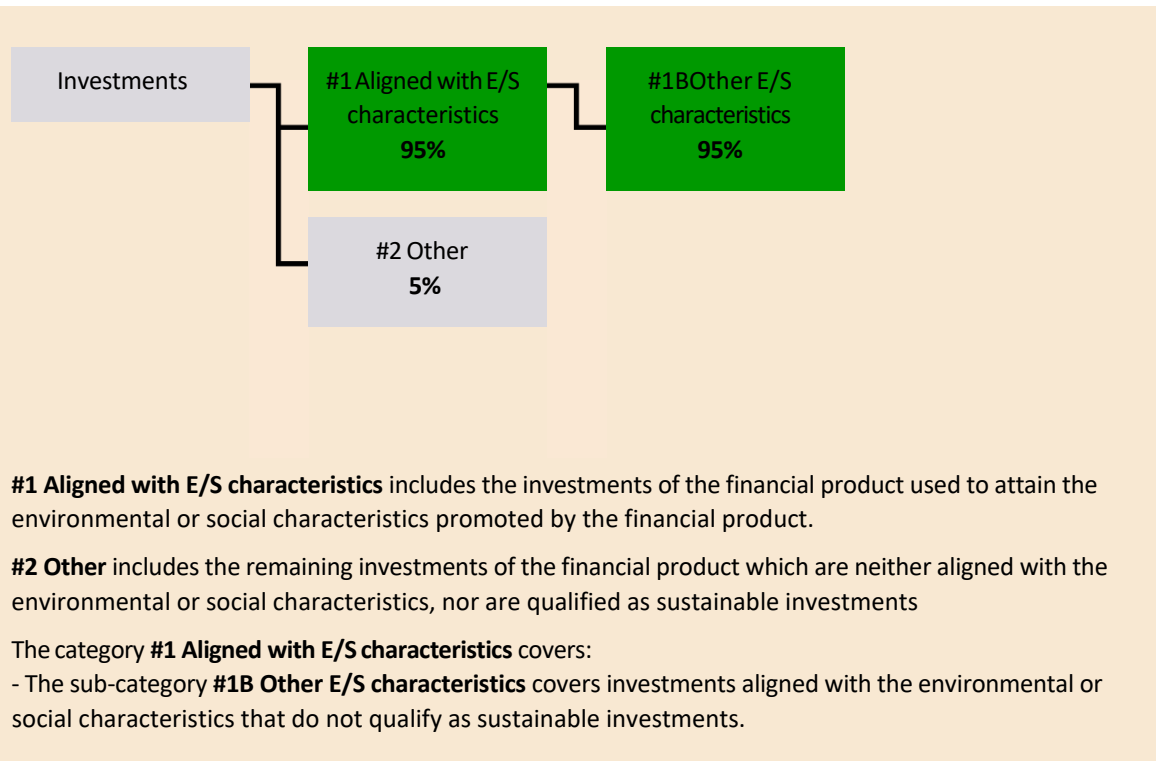 Investments
#1 Aligned with E/S
characteristics
95%
#1B Other E/S
characteristics
95%
#2 Other
5%
#1 Aligned with E/S characteristics includes the investments of the financial product used to attain the
environmental or social characteristics promoted by the financial product.
#2 Other includes the remaining investments of the financial product which are neither aligned with the
environmental or social characteristics, nor are qualified as sustainable investments
The category #1 Aligned with E/S characteristics covers:
- The sub-category #1B Other E/S characteristics covers investments aligned with the environmental or
social characteristics that do not qualify as sustainable investments.